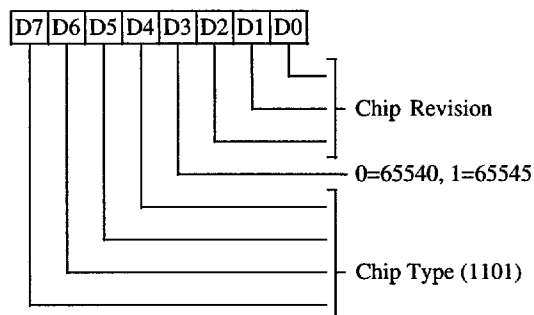 D7 D6 D5 D4 D3 D2 D1 D0
Chip Revision
0=65540, 1=65545
Chip Type (1101)